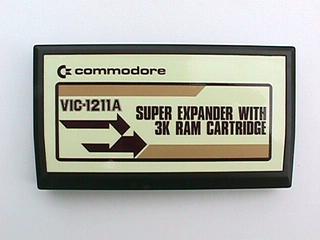 commodore
VIC-1211A
SUPER EXPANDER WITH
3K RAM CARTRIDGE